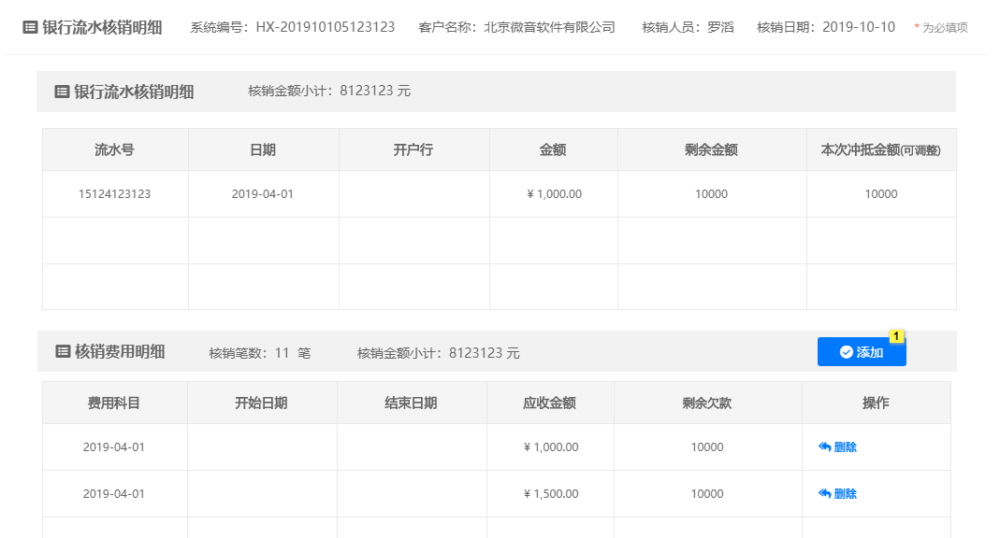 银行流水核销明细 系统编号：HX-201910105123123 客户名称：北京微音软件有限公司 核销人员：罗滔 核销日期：2019-10-10 * 为必填项
银行流水核销明细 核销金额小计：8123123 元
流水号 日期 开户行 金额 剩余金额 本次冲抵金额(可调整)
15124123123 2019-04-01 ¥ 1,000.00 10000 10000
核销费用明细 核销笔数：11 笔 核销金额小计：8123123 元 添加 1
费用科目 开始日期 结束日期 应收金额 剩余欠款 操作
2019-04-01 ¥ 1,000.00 10000 删除
2019-04-01 ¥ 1,500.00 10000 删除